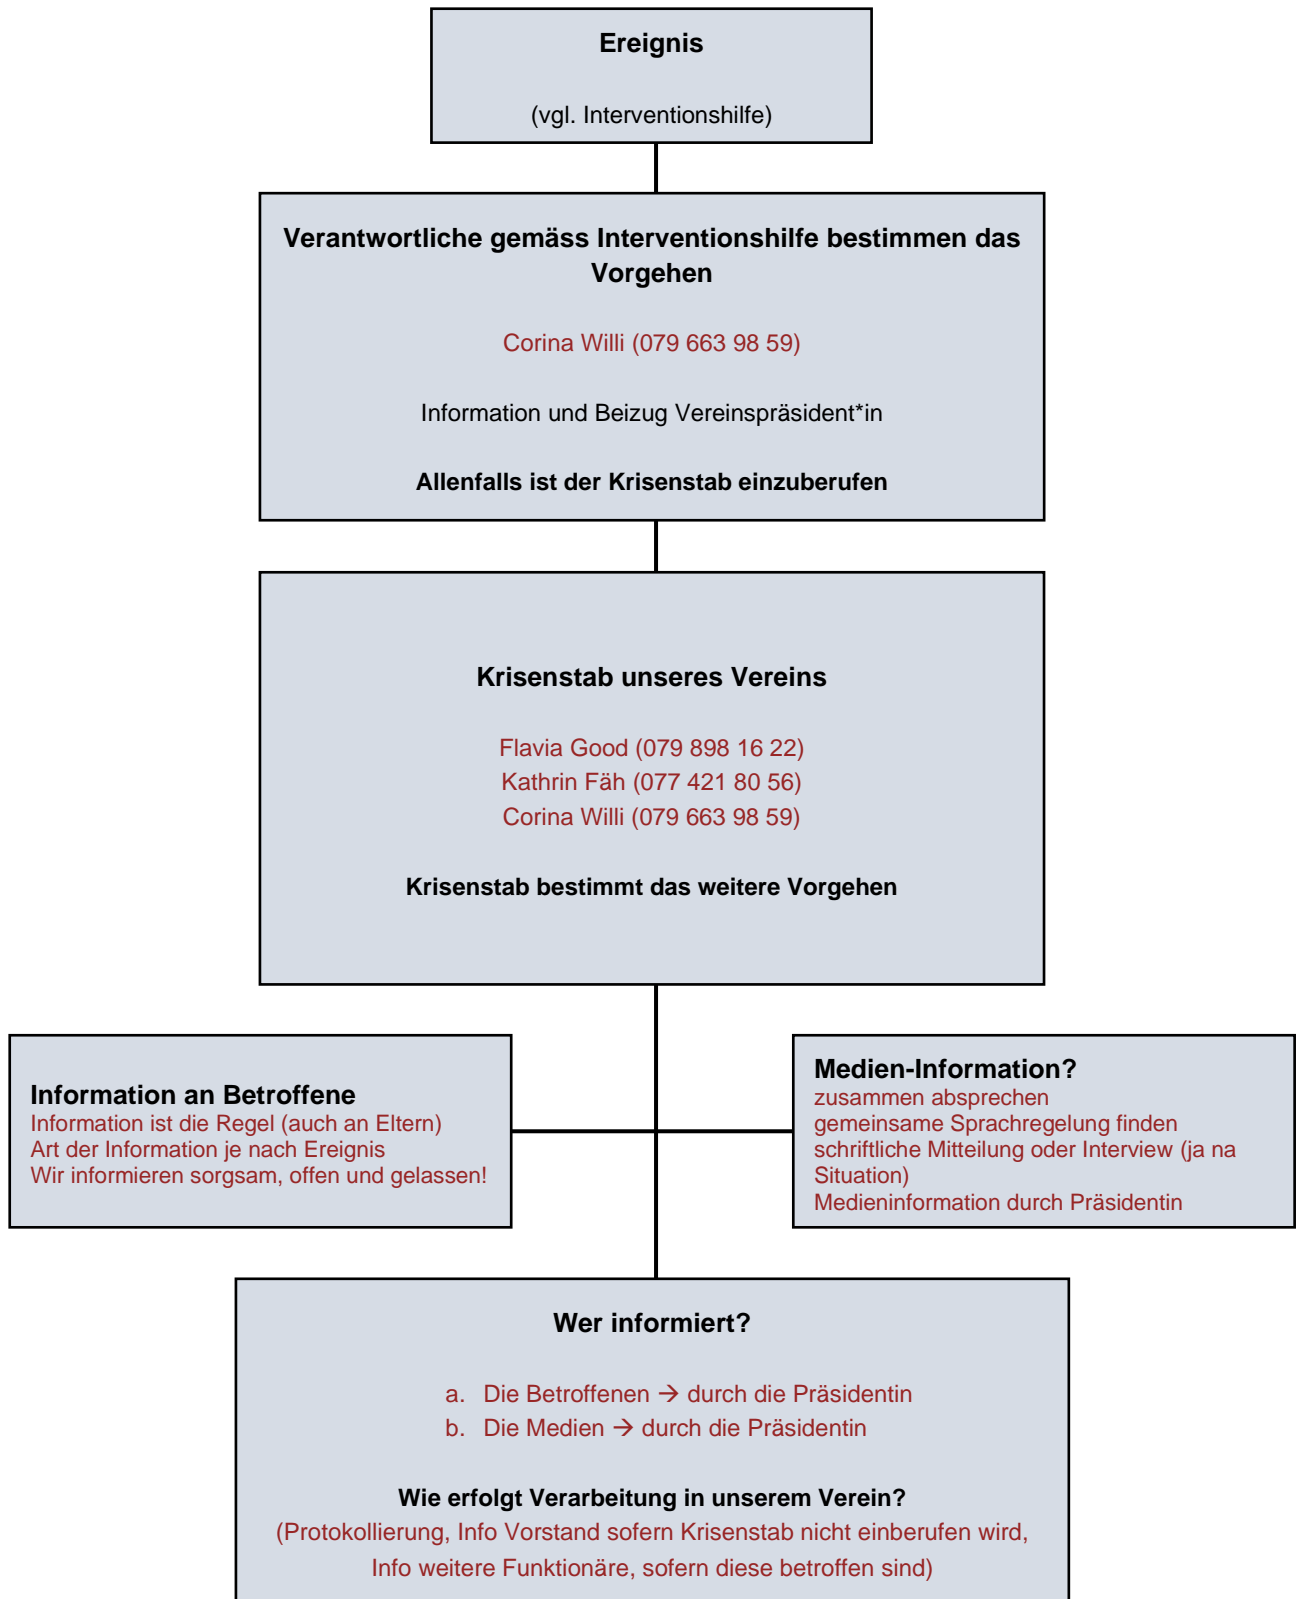 Ereignis
(vgl. Interventionshilfe)
Verantwortliche gemäss Interventionshilfe bestimmen das
Vorgehen
Corina Willi (079 663 98 59)
Information und Beizug Vereinspräsident*in
Allenfalls ist der Krisenstab einzuberufen
Krisenstab unseres Vereins
Flavia Good (079 898 16 22)
Kathrin Fäh (077 421 80 56)
Corina Willi (079 663 98 59)
Krisenstab bestimmt das weitere Vorgehen
Information an Betroffene
Information ist die Regel (auch an Eltern)
Art der Information je nach Ereignis
Wir informieren sorgsam, offen und gelassen!
Medien-Information?
zusammen absprechen
gemeinsame Sprachregelung finden
schriftliche Mitteilung oder Interview (ja na
Situation)
Medieninformation durch Präsidentin
Wer informiert?
a. Die Betroffenen → durch die Präsidentin
b. Die Medien → durch die Präsidentin
Wie erfolgt Verarbeitung in unserem Verein?
(Protokollierung, Info Vorstand sofern Krisenstab nicht einberufen wird,
Info weitere Funktionäre, sofern diese betroffen sind)